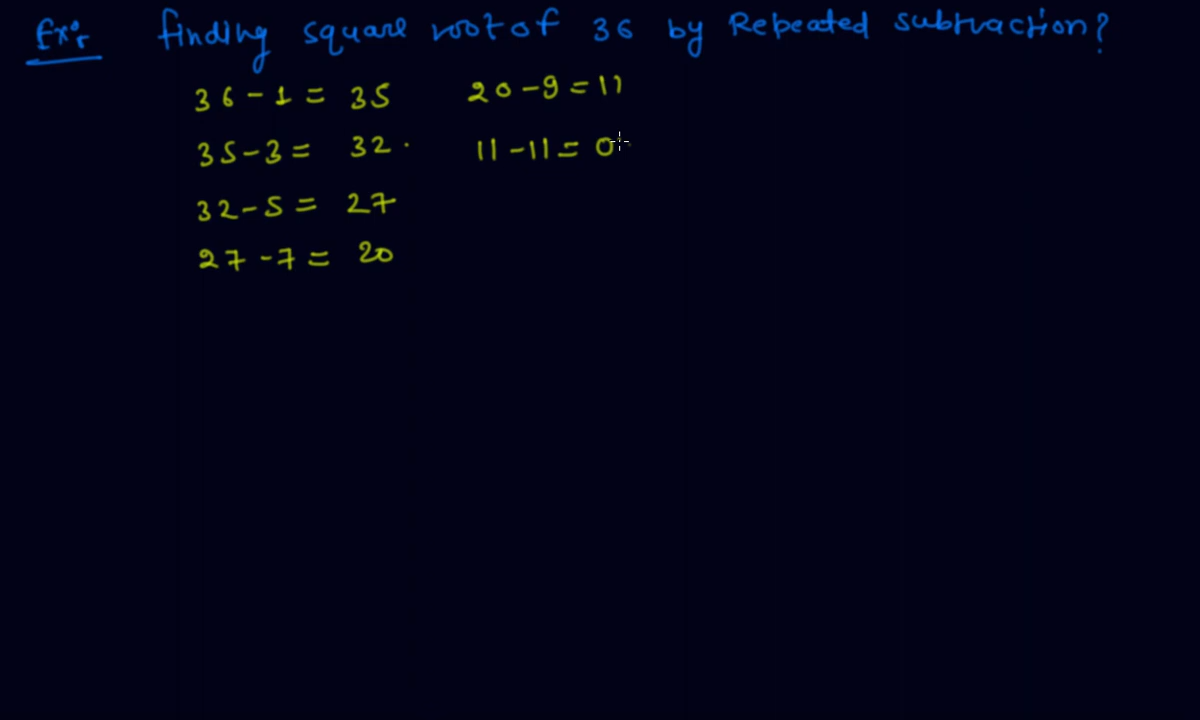 Ex:- finding square root of 36 by Repeated subtraction?
36 - 1 = 35
35 - 3 = 32 .
32 - 5 = 27
27 - 7 = 20
20 - 9 = 11
11 - 11 = 0